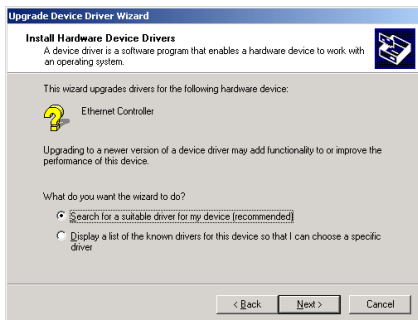 Upgrade Device Driver Wizard
Install Hardware Device Drivers
A device driver is a software program that enables a hardware device to work with
an operating system.
This wizard upgrades drivers for the following hardware device:
Ethernet Controller
Upgrading to a newer version of a device driver may add functionality to or improve the
performance of this device.
What do you want the wizard to do?
Search for a suitable driver for my device (recommended)
Display a list of the known drivers for this device so that I can choose a specific
driver
< Back
Next >
Cancel